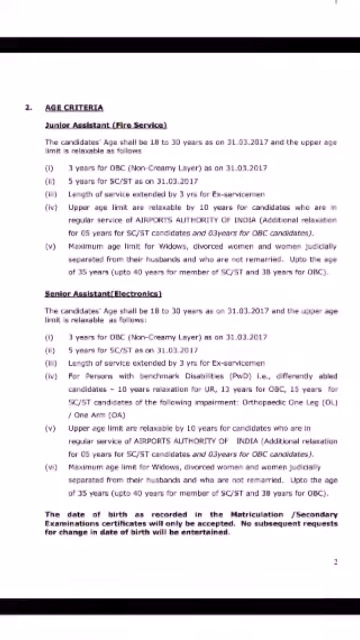 2. AGE CRITERIA
Junior Assistant (Fire Service)
The candidates' Age shall be 18 to 30 years as on 31.03.2017 and the upper age
limit is relaxable as follows
(i) 3 years for OBC (Non-Creamy Layer) as on 31.03.2017
(ii) 5 years for SC/ST as on 31.03.2017
(iii) Length of service extended by 3 yrs for Ex-servicemen
(iv) Upper age limit are relaxable by 10 years for candidates who are in
regular service of AIRPORTS AUTHORITY OF INDIA (Additional relaxation
for 05 years for SC/ST candidates and 03years for OBC candidates).
(v) Maximum age limit for Widows, divorced women and women judicially
separated from their husbands and who are not remarried. Upto the age
of 35 years (upto 40 years for member of SC/ST and 38 years for OBC).
Senior Assistant(Electronics)
The candidates' Age shall be 18 to 30 years as on 31.03.2017 and the upper age
limit is relaxable as follows:
(i) 3 years for OBC (Non-Creamy Layer) as on 31.03.2017
(ii) 5 years for SC/ST as on 31.03.2017
(iii) Length of service extended by 3 yrs for Ex-servicemen
(iv) For Persons with benchmark Disabilities (PwD) i.e., differently abled
candidates – 10 years relaxation for UR, 13 years for OBC, 15 years for
SC/ST candidates of the following impairment: Orthopaedic One Leg (OL)
/ One Arm (OA)
(v) Upper age limit are relaxable by 10 years for candidates who are in
regular service of AIRPORTS AUTHORITY OF INDIA (Additional relaxation
for 05 years for SC/ST candidates and 03years for OBC candidates).
(vi) Maximum age limit for Widows, divorced women and women judicially
separated from their husbands and who are not remarried. Upto the age
of 35 years (upto 40 years for member of SC/ST and 38 years for OBC).
The date of birth as recorded in the Matriculation /Secondary
Examinations certificates will only be accepted. No subsequent requests
for change in date of birth will be entertained.
2